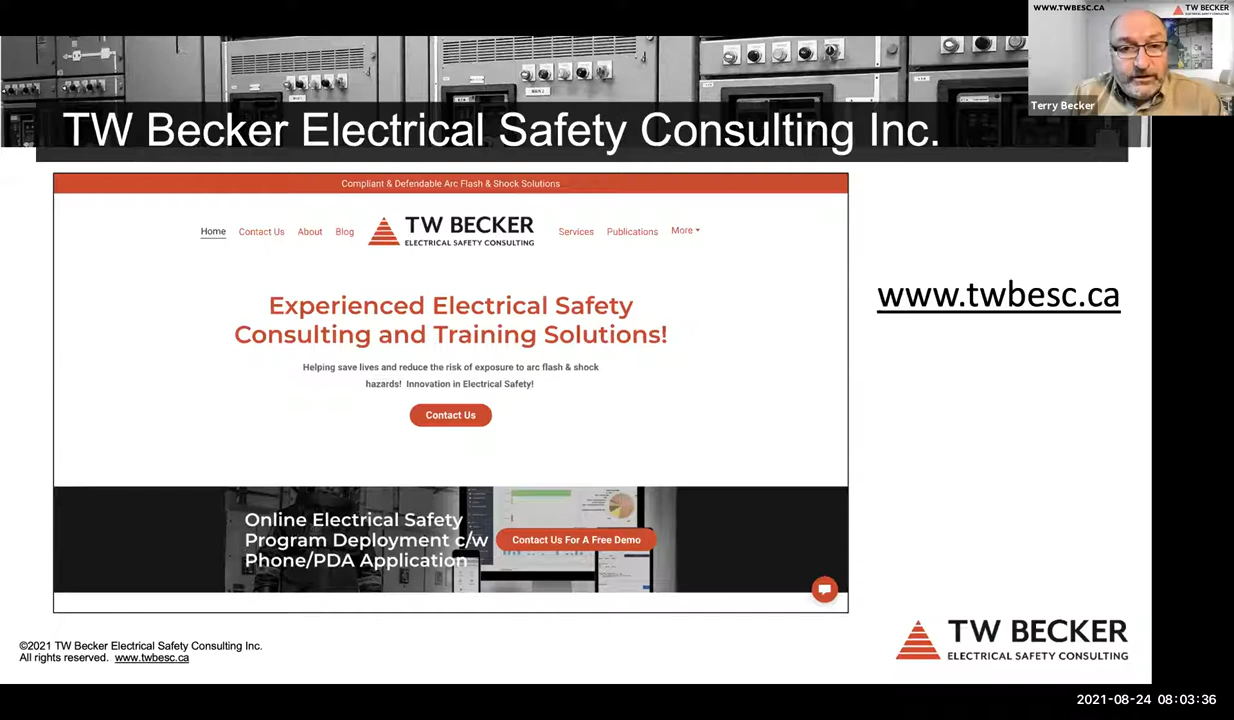 WWW.TWBESC.CA
TW BECKER
ELECTRICAL SAFETY CONSULTING
Terry Becker
TW Becker Electrical Safety Consulting Inc.
Compliant & Defendable Arc Flash & Shock Solutions
Home
Contact Us
About
Blog
TW BECKER
ELECTRICAL SAFETY CONSULTING
Services
Publications
More
Experienced Electrical Safety
Consulting and Training Solutions!
Helping save lives and reduce the risk of exposure to arc flash & shock
hazards! Innovation in Electrical Safety!
Contact Us
www.twbesc.ca
Online Electrical Safety
Program Deployment c/w
Phone/PDA Application
Contact Us For A Free Demo
©2021 TW Becker Electrical Safety Consulting Inc.
All rights reserved. www.twbesc.ca
TW BECKER
ELECTRICAL SAFETY CONSULTING
2021-08-24 08:03:36